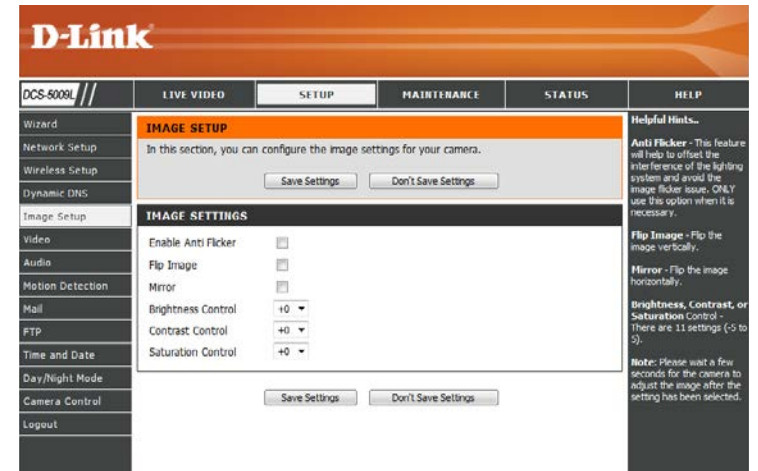 D-Link
DCS-5009L
LIVE VIDEO
SETUP
MAINTENANCE
STATUS
HELP
Wizard
Network Setup
Wireless Setup
Dynamic DNS
Image Setup
Video
Audio
Motion Detection
Mail
FTP
Time and Date
Day/Night Mode
Camera Control
Logout
IMAGE SETUP
In this section, you can configure the image settings for your camera.
Save Settings
Don't Save Settings
IMAGE SETTINGS
Enable Anti Flicker
Flip Image
Mirror
Brightness Control +0
Contrast Control +0
Saturation Control +0
Save Settings
Don't Save Settings
Helpful Hints..
Anti Flicker - This feature
will help to offset the
interference of the lighting
system and avoid the
image flicker issue. ONLY
use this option when it is
necessary.
Flip Image - Flip the
image vertically.
Mirror - Flip the image
horizontally.
Brightness, Contrast, or
Saturation Control -
There are 11 settings (-5 to
5).
Note: Please wait a few
seconds for the camera to
adjust the image after the
setting has been selected.